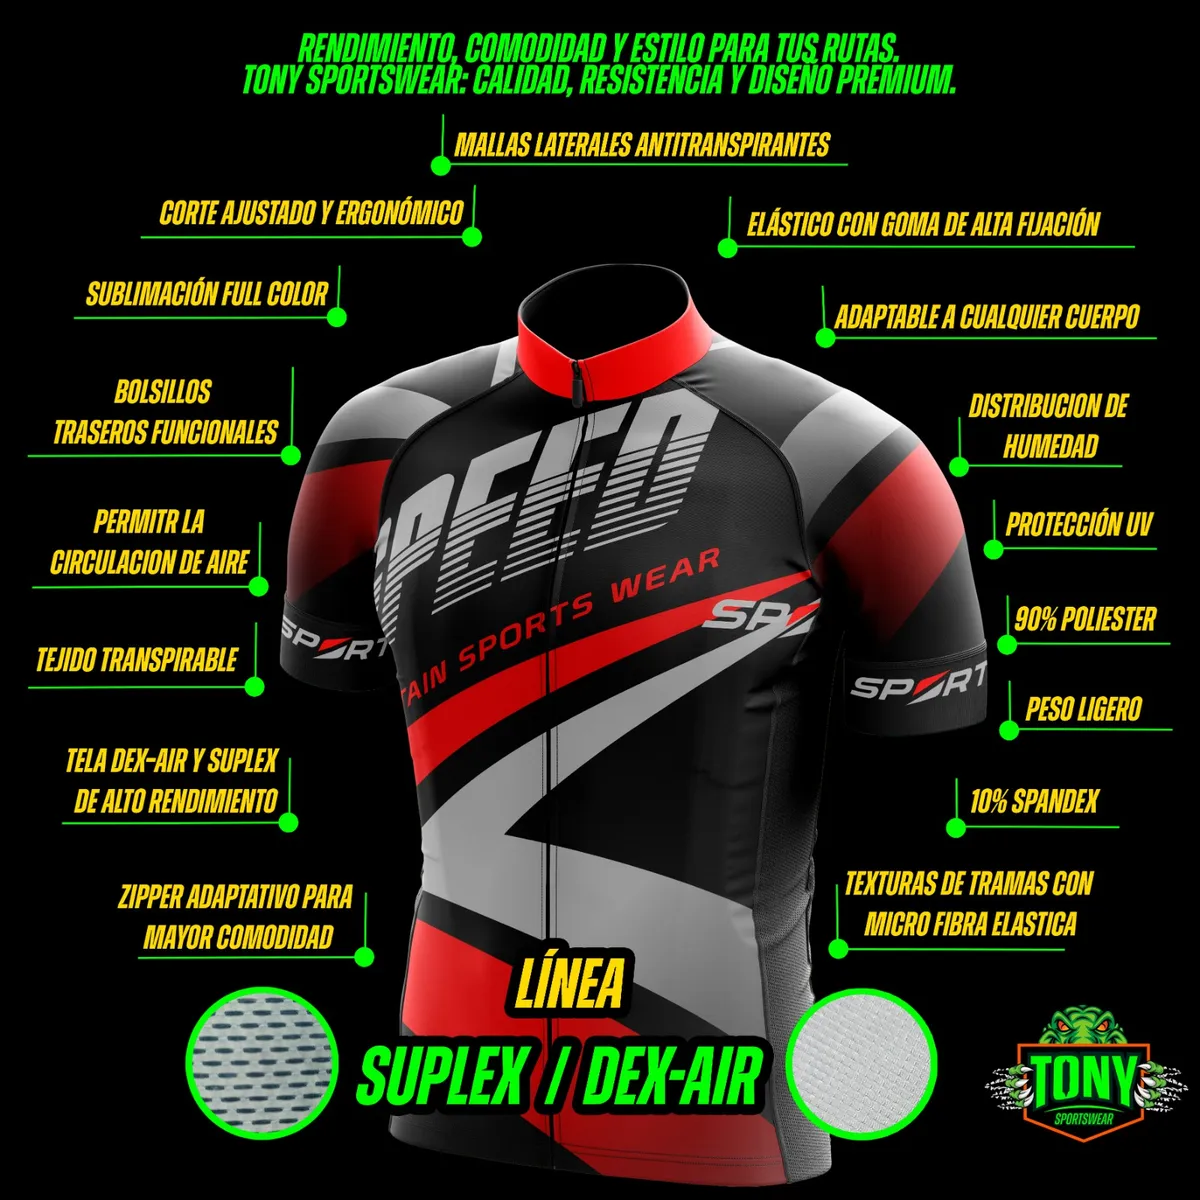 RENDIMIENTO, COMODIDAD Y ESTILO PARA TUS RUTAS.
TONY SPORTSWEAR: CALIDAD, RESISTENCIA Y DISEÑO PREMIUM.
MALLAS LATERALES ANTITRANSPIRANTES
CORTE AJUSTADO Y ERGONÓMICO
ELÁSTICO CON GOMA DE ALTA FIJACIÓN
SUBLIMACIÓN FULL COLOR
ADAPTABLE A CUALQUIER CUERPO
BOLSILLOS
TRASEROS FUNCIONALES
DISTRIBUCION DE
HUMEDAD
PERMITR LA
CIRCULACION DE AIRE
PROTECCIÓN UV
90% POLIESTER
TEJIDO TRANSPIRABLE
PESO LIGERO
TELA DEX-AIR Y SUPLEX
DE ALTO RENDIMIENTO
10% SPANDEX
ZIPPER ADAPTATIVO PARA
MAYOR COMODIDAD
TEXTURAS DE TRAMAS CON
MICRO FIBRA ELASTICA
SPEED
TAIN SPORTS WEAR
SPO
SPORT
SPORT
LÍNEA
SUPLEX / DEX-AIR
TONY
SPORTSWEAR